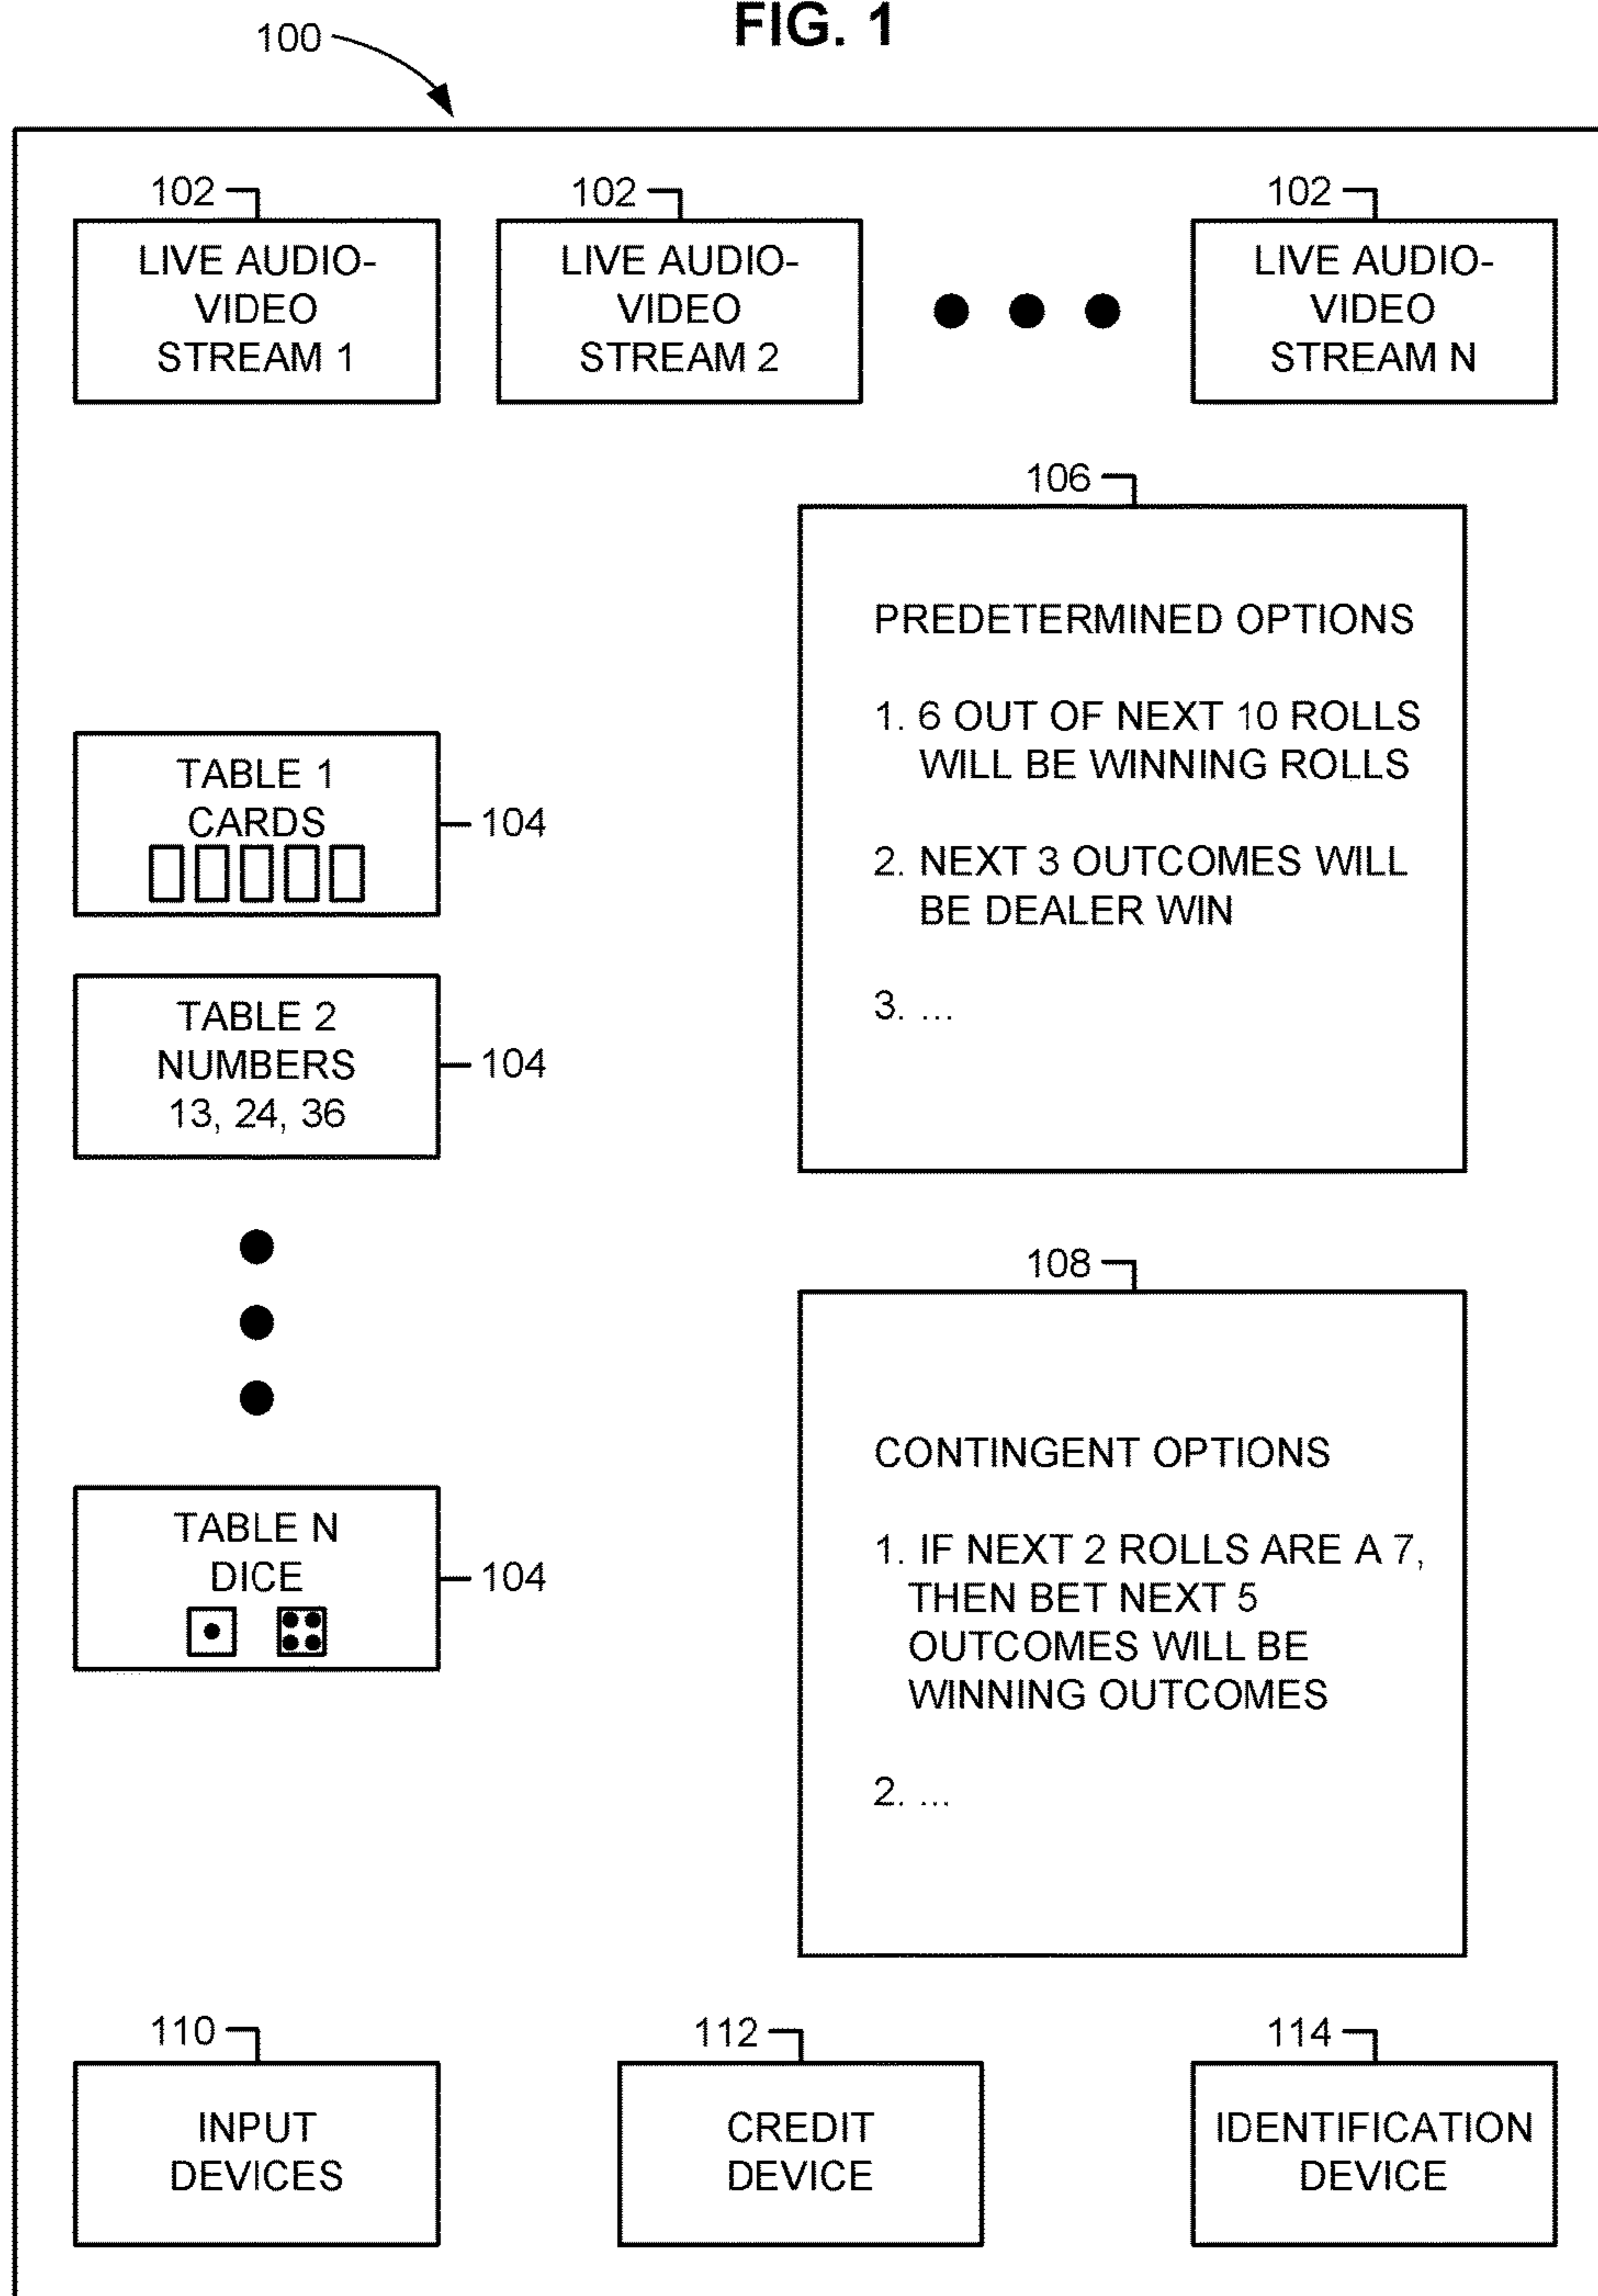 FIG. 1
100
102
102
102
LIVE AUDIO-
VIDEO
STREAM 1
LIVE AUDIO-
VIDEO
STREAM 2
LIVE AUDIO-
VIDEO
STREAM N
106
PREDETERMINED OPTIONS
1. 6 OUT OF NEXT 10 ROLLS
WILL BE WINNING ROLLS
2. NEXT 3 OUTCOMES WILL
BE DEALER WIN
3. ...
TABLE 1
CARDS
104
TABLE 2
NUMBERS
13, 24, 36
104
TABLE N
DICE
104
108
CONTINGENT OPTIONS
1. IF NEXT 2 ROLLS ARE A 7,
THEN BET NEXT 5
OUTCOMES WILL BE
WINNING OUTCOMES
2. ...
110
INPUT
DEVICES
112
CREDIT
DEVICE
114
IDENTIFICATION
DEVICE